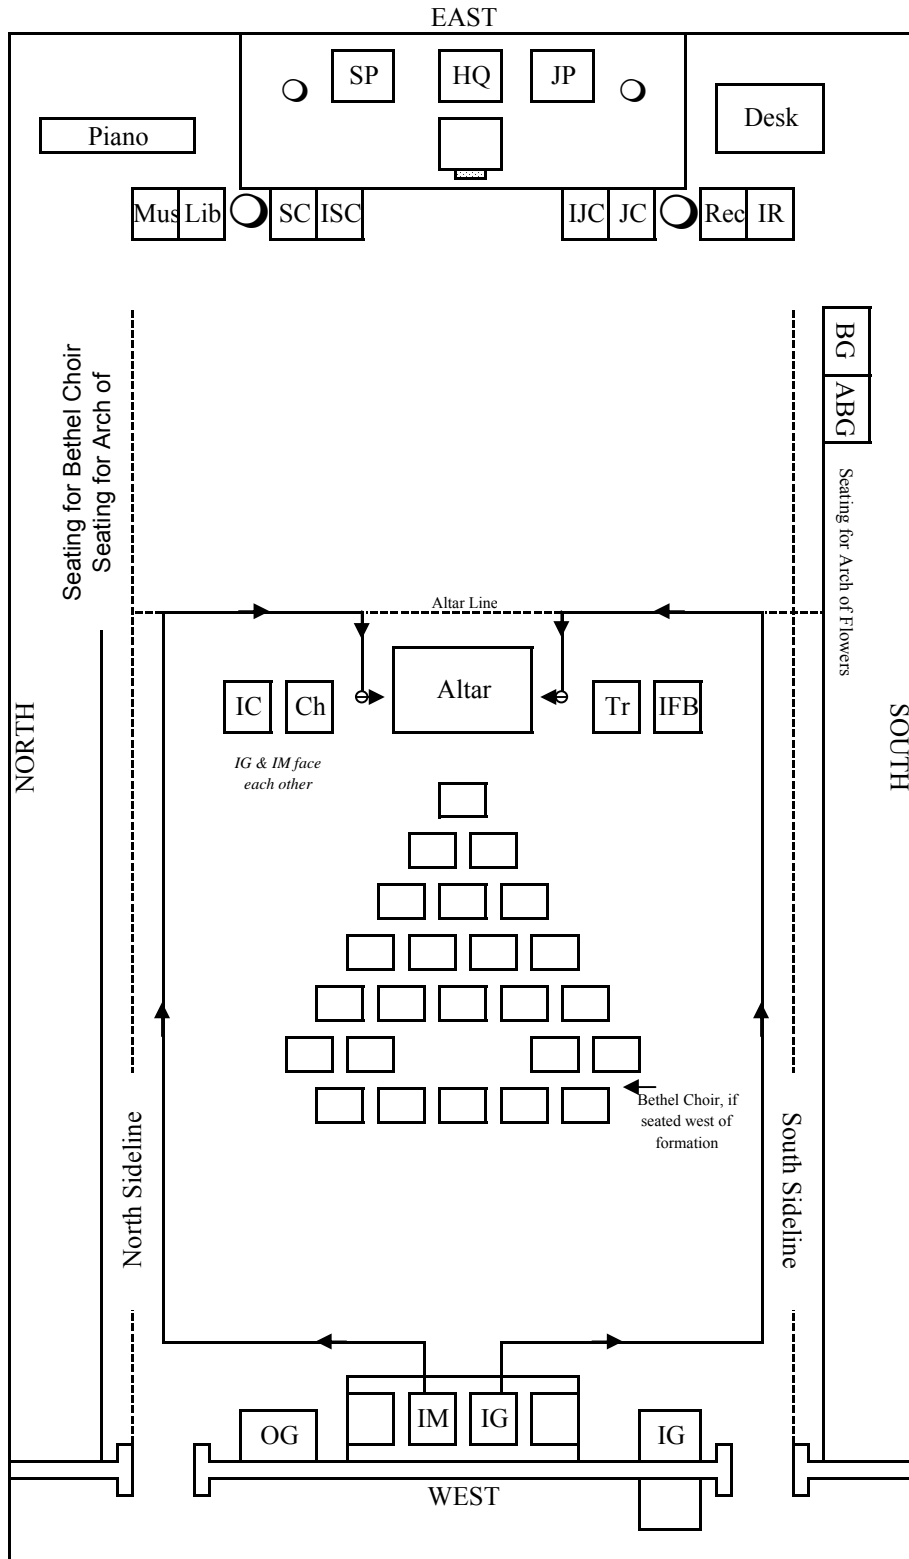 EAST
SP
HQ
JP
Piano
Desk
Mus
Lib
SC
ISC
IJC
JC
Rec
IR
BG
ABG
Seating for Bethel Choir
Seating for Arch of
Seating for Arch of Flowers
Altar Line
IC
Ch
Altar
Tr
IFB
NORTH
SOUTH
IG & IM face
each other
Bethel Choir, if
seated west of
formation
North Sideline
South Sideline
OG
IM
IG
IG
WEST